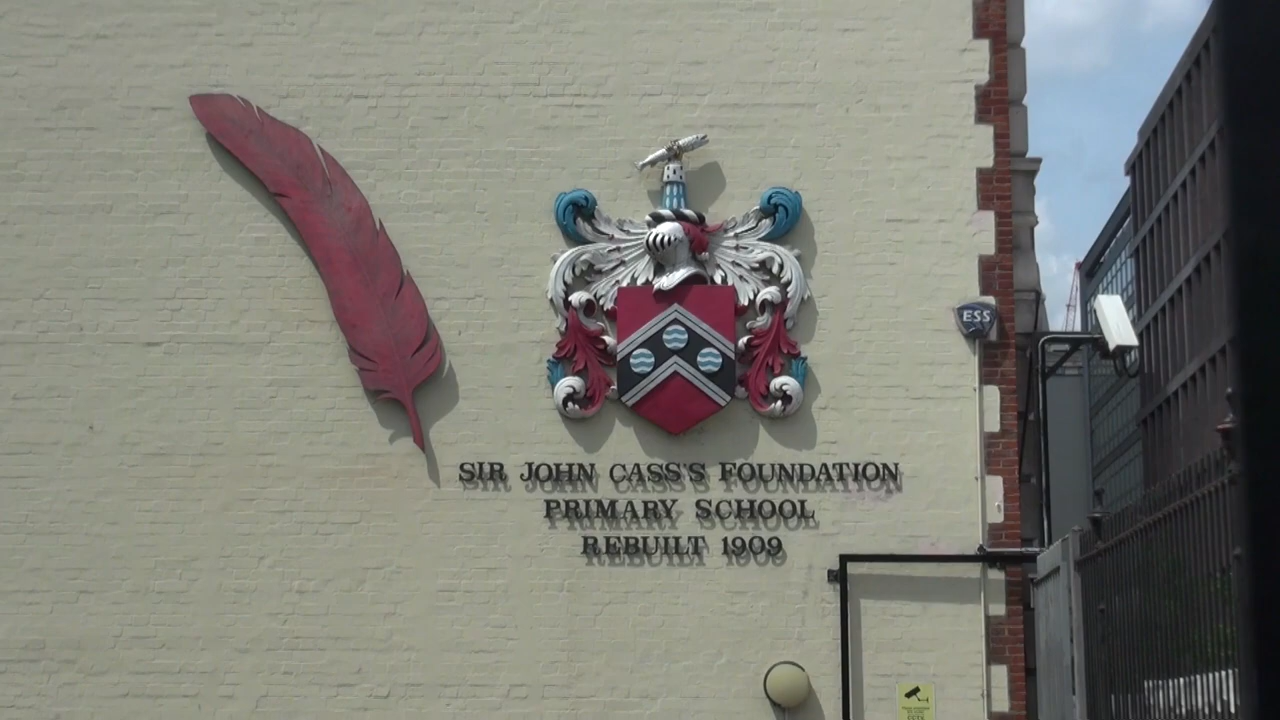 SIR JOHN CASS'S FOUNDATION
PRIMARY SCHOOL
REBUILT 1909
ESS